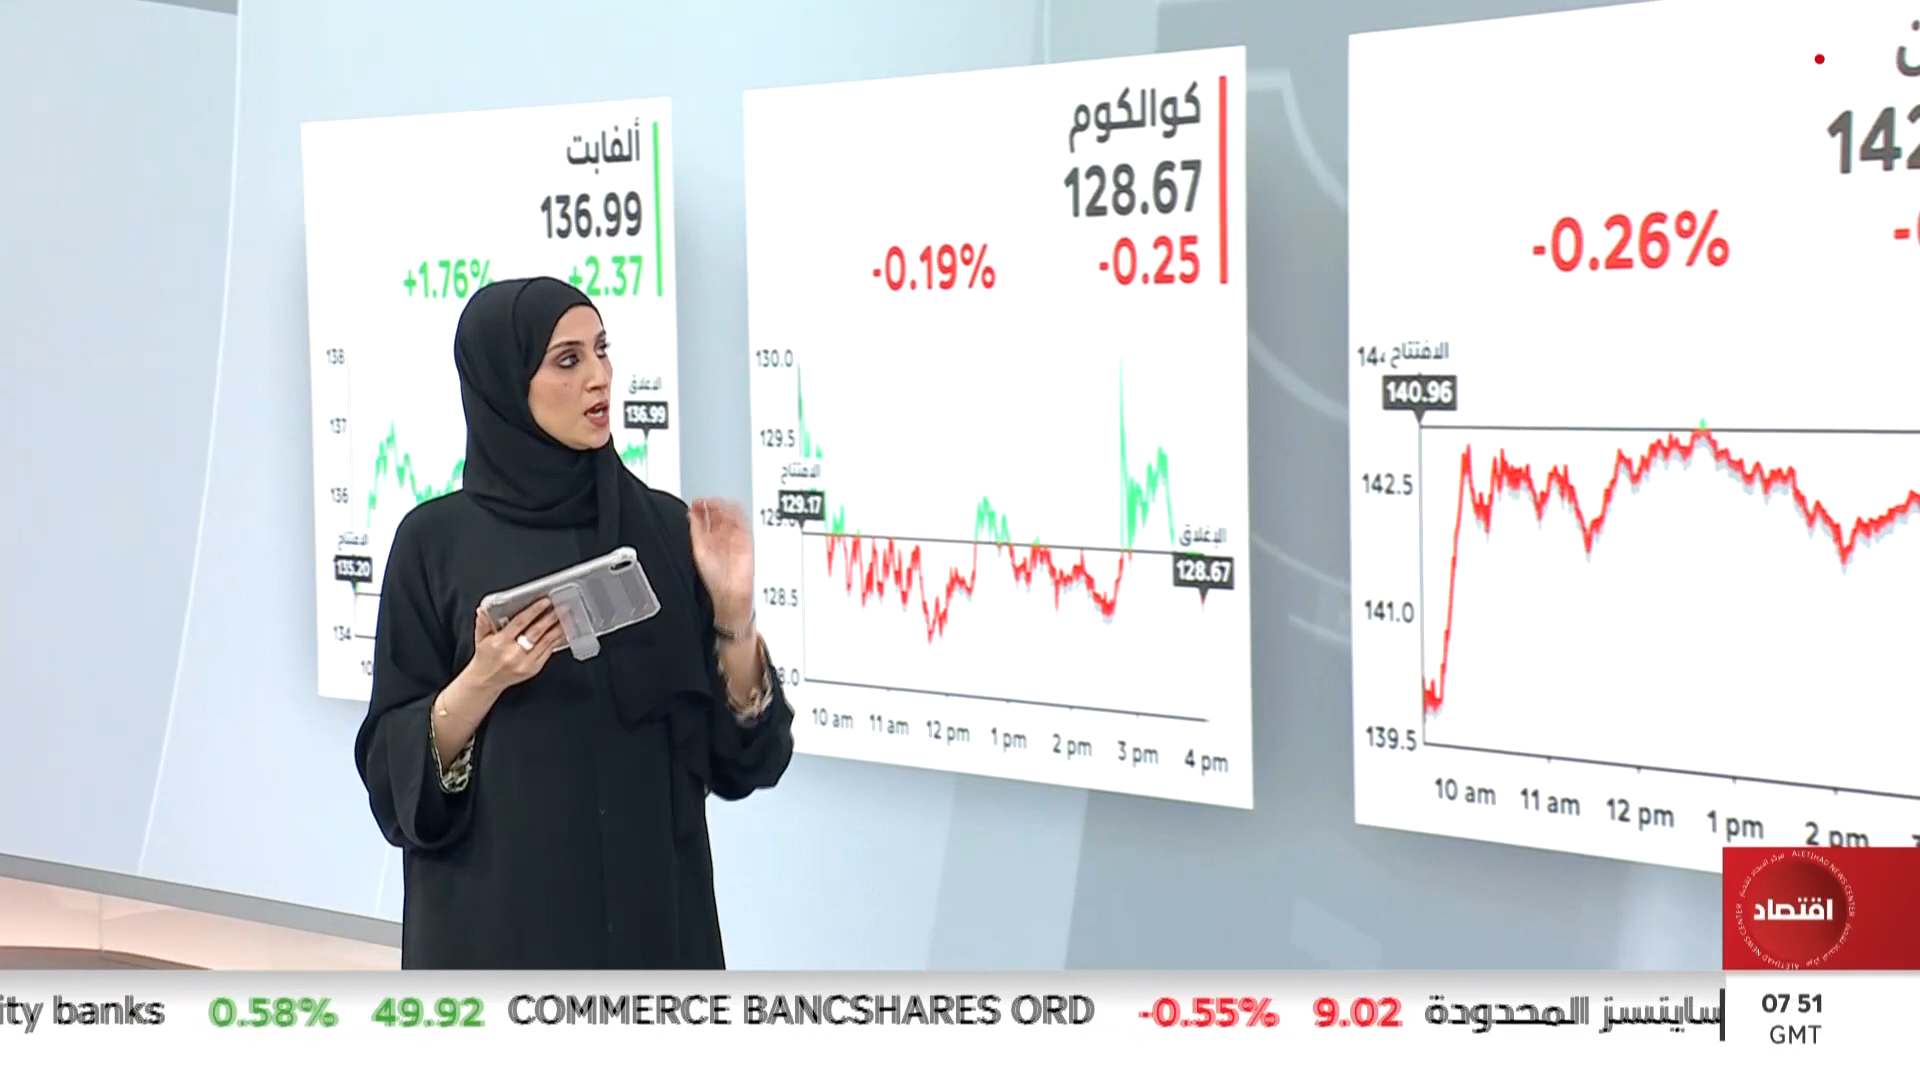 ألفابت
136.99
+1.76% +2.37
138
137
136
134
الإغلاق
136.99
الافتتاح
135.20
كوالكوم
128.67
-0.19% -0.25
130.0
129.5
128.5
الافتتاح
129.17
الإغلاق
128.67
10 am 11 am 12 pm 1 pm 2 pm 3 pm 4 pm
-0.26%
الافتتاح
140.96
142.5
141.0
139.5
10 am 11 am 12 pm 1 pm 2 pm
اقتصاد
ALETIHAD NEWS CENTER
ity banks 0.58% 49.92 COMMERCE BANCSHARES ORD -0.55% 9.02 ساينسز المحدودة
07 51
GMT